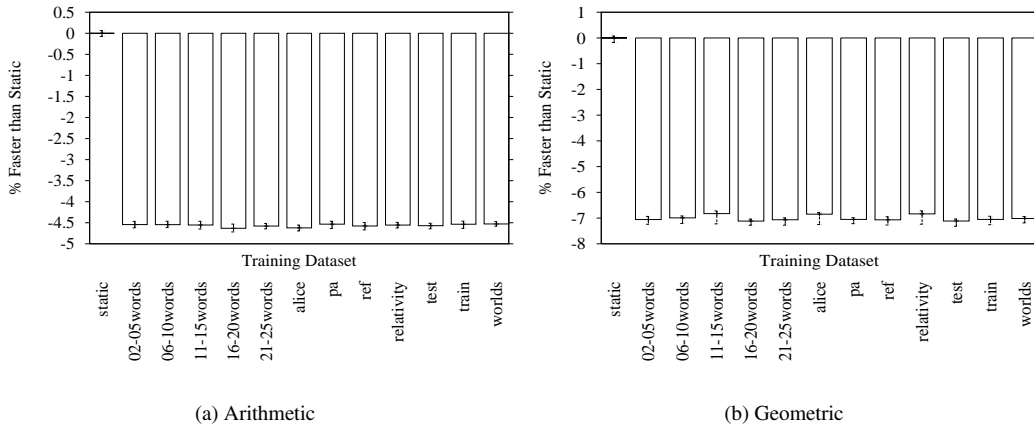 % Faster than Static
0.5
0
-0.5
-1
-1.5
-2
-2.5
-3
-3.5
-4
-4.5
-5
Training Dataset
static
02-05words
06-10words
11-15words
16-20words
21-25words
alice
pa
ref
relativity
test
train
worlds
(a) Arithmetic
% Faster than Static
1
0
-1
-2
-3
-4
-5
-6
-7
-8
Training Dataset
static
02-05words
06-10words
11-15words
16-20words
21-25words
alice
pa
ref
relativity
test
train
worlds
(b) Geometric